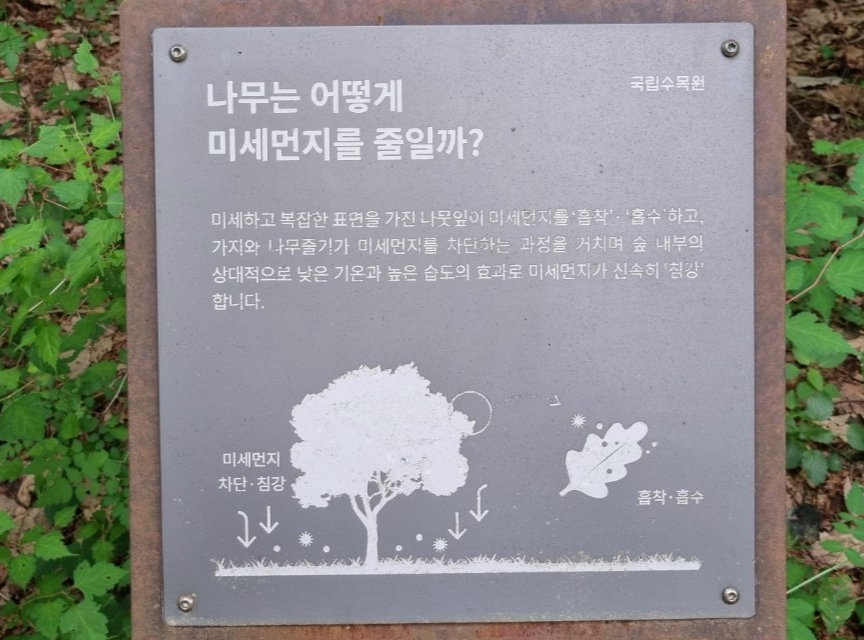 국립수목원
나무는 어떻게
미세먼지를 줄일까?
미세하고 복잡한 표면을 가진 나뭇잎이 미세먼지를 '흡착'·'흡수'하고,
가지와 나무줄기가 미세먼지를 차단하는 과정을 거치며 숲 내부의
상대적으로 낮은 기온과 높은 습도의 효과로 미세먼지가 신속히 '침강'
합니다.
미세먼지
차단·침강
흡착·흡수